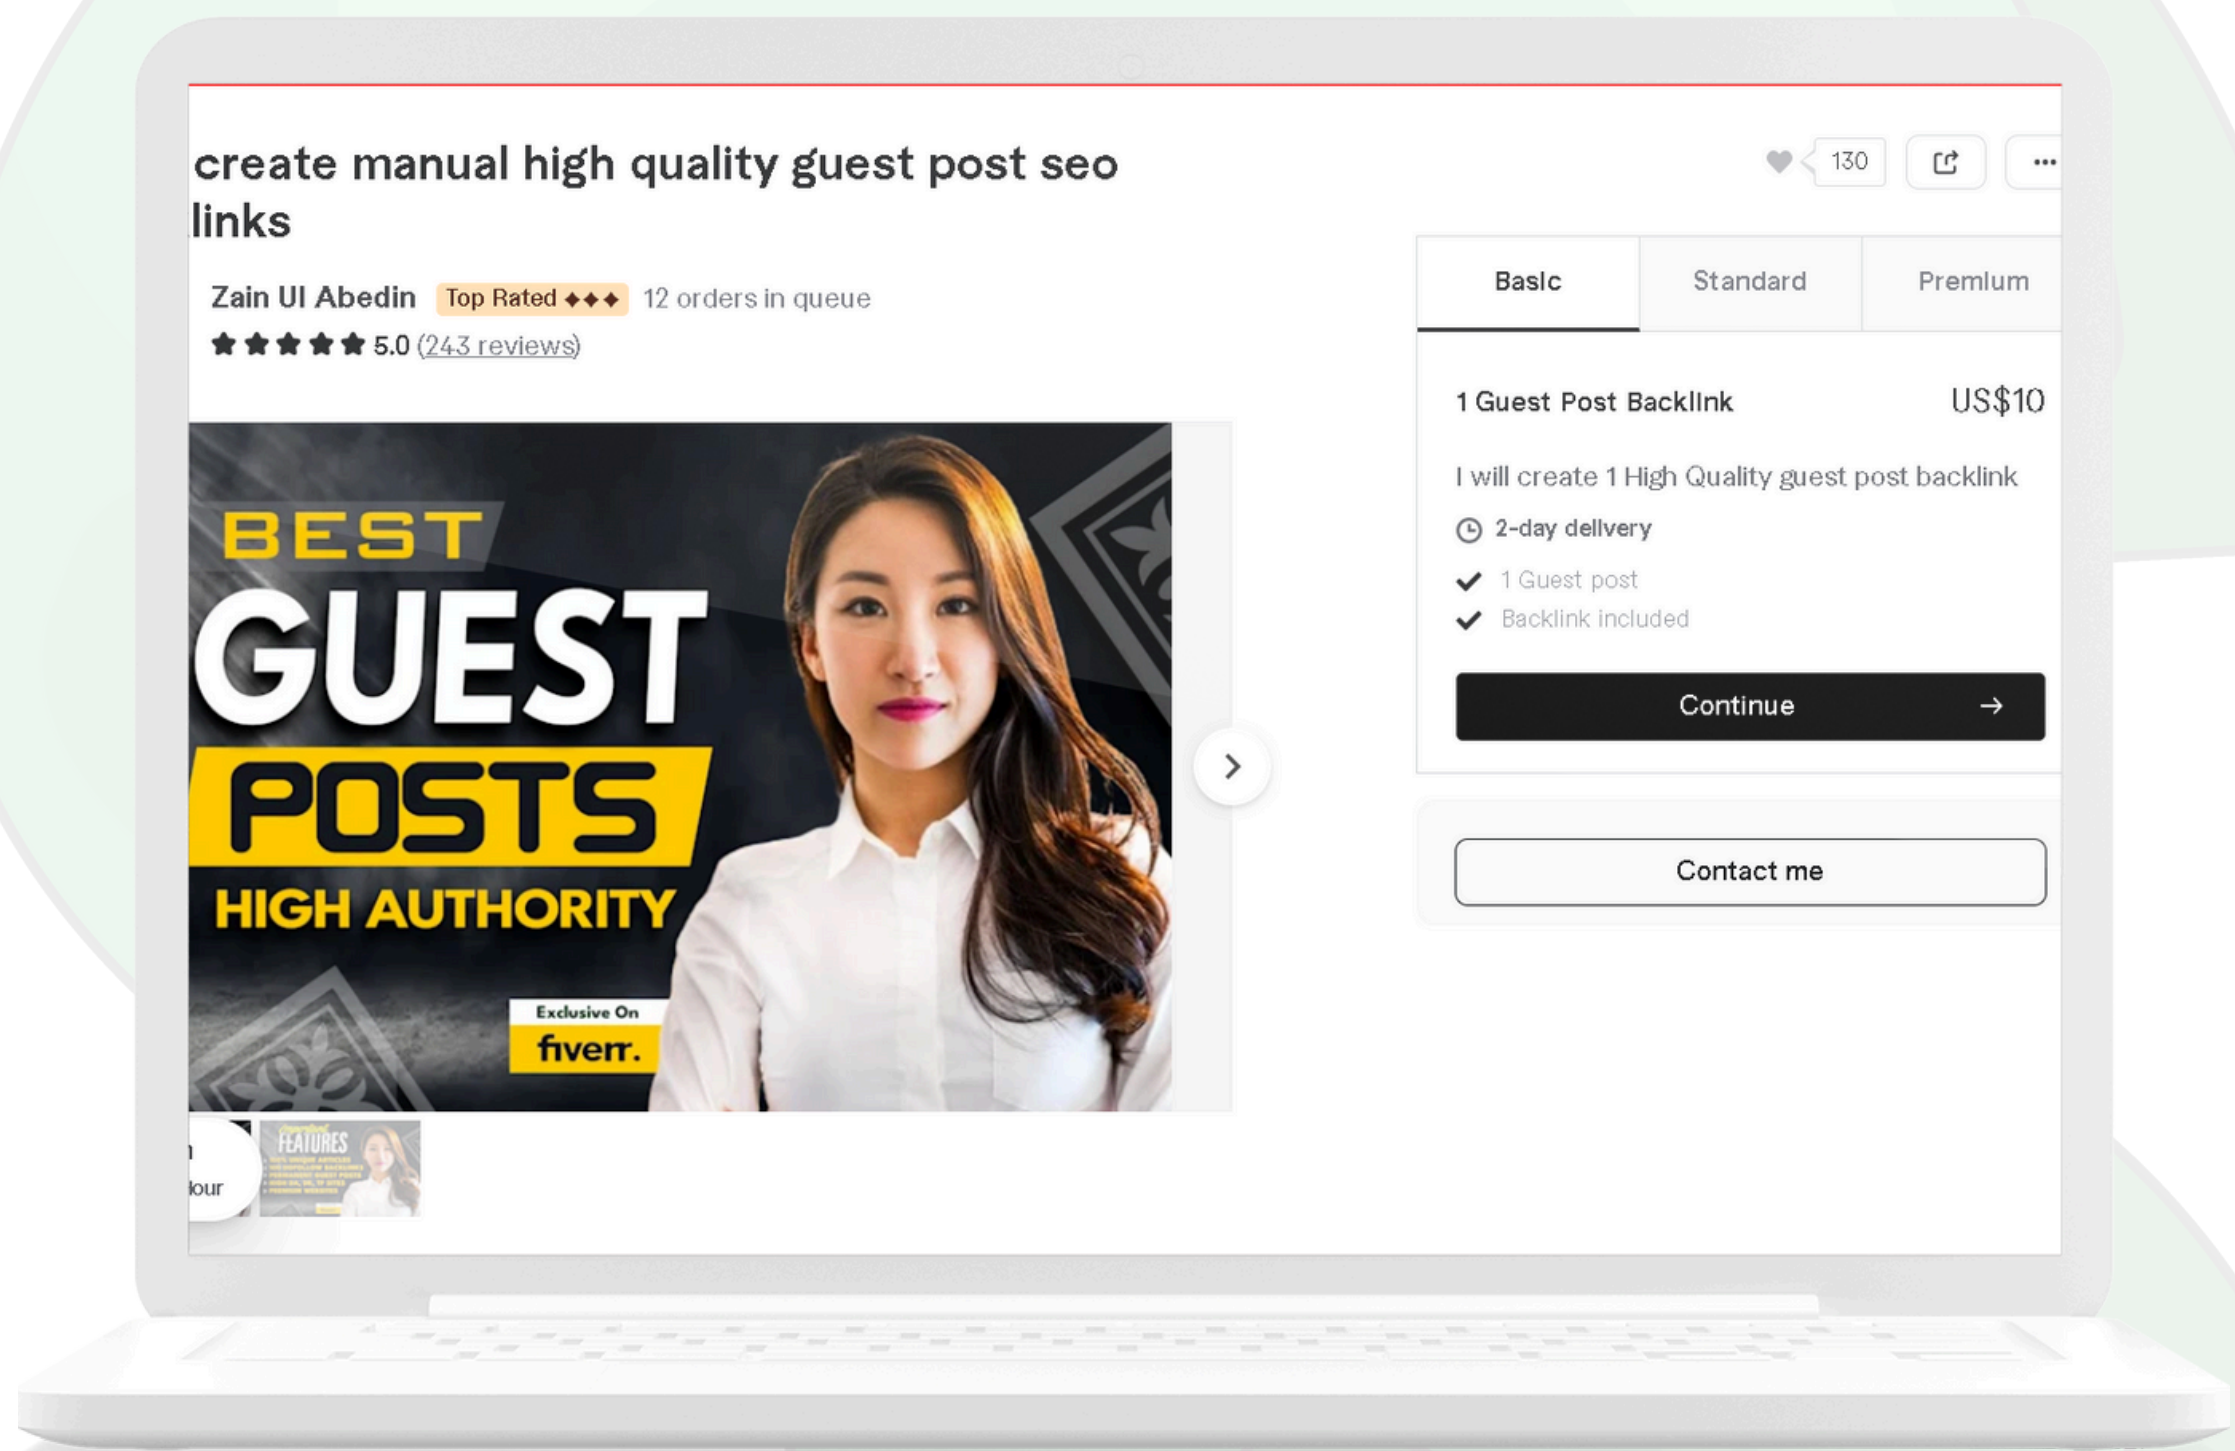 create manual high quality guest post seo
links
130
Zain Ul Abedin Top Rated 12 orders in queue
5.0 (243 reviews)
BEST
GUEST
POSTS
HIGH AUTHORITY
Exclusive On
fiverr.
Important
FEATURES
our
Basic Standard Premium
1 Guest Post Backlink US$10
I will create 1 High Quality guest post backlink
2-day delivery
1 Guest post
Backlink included
Continue
Contact me